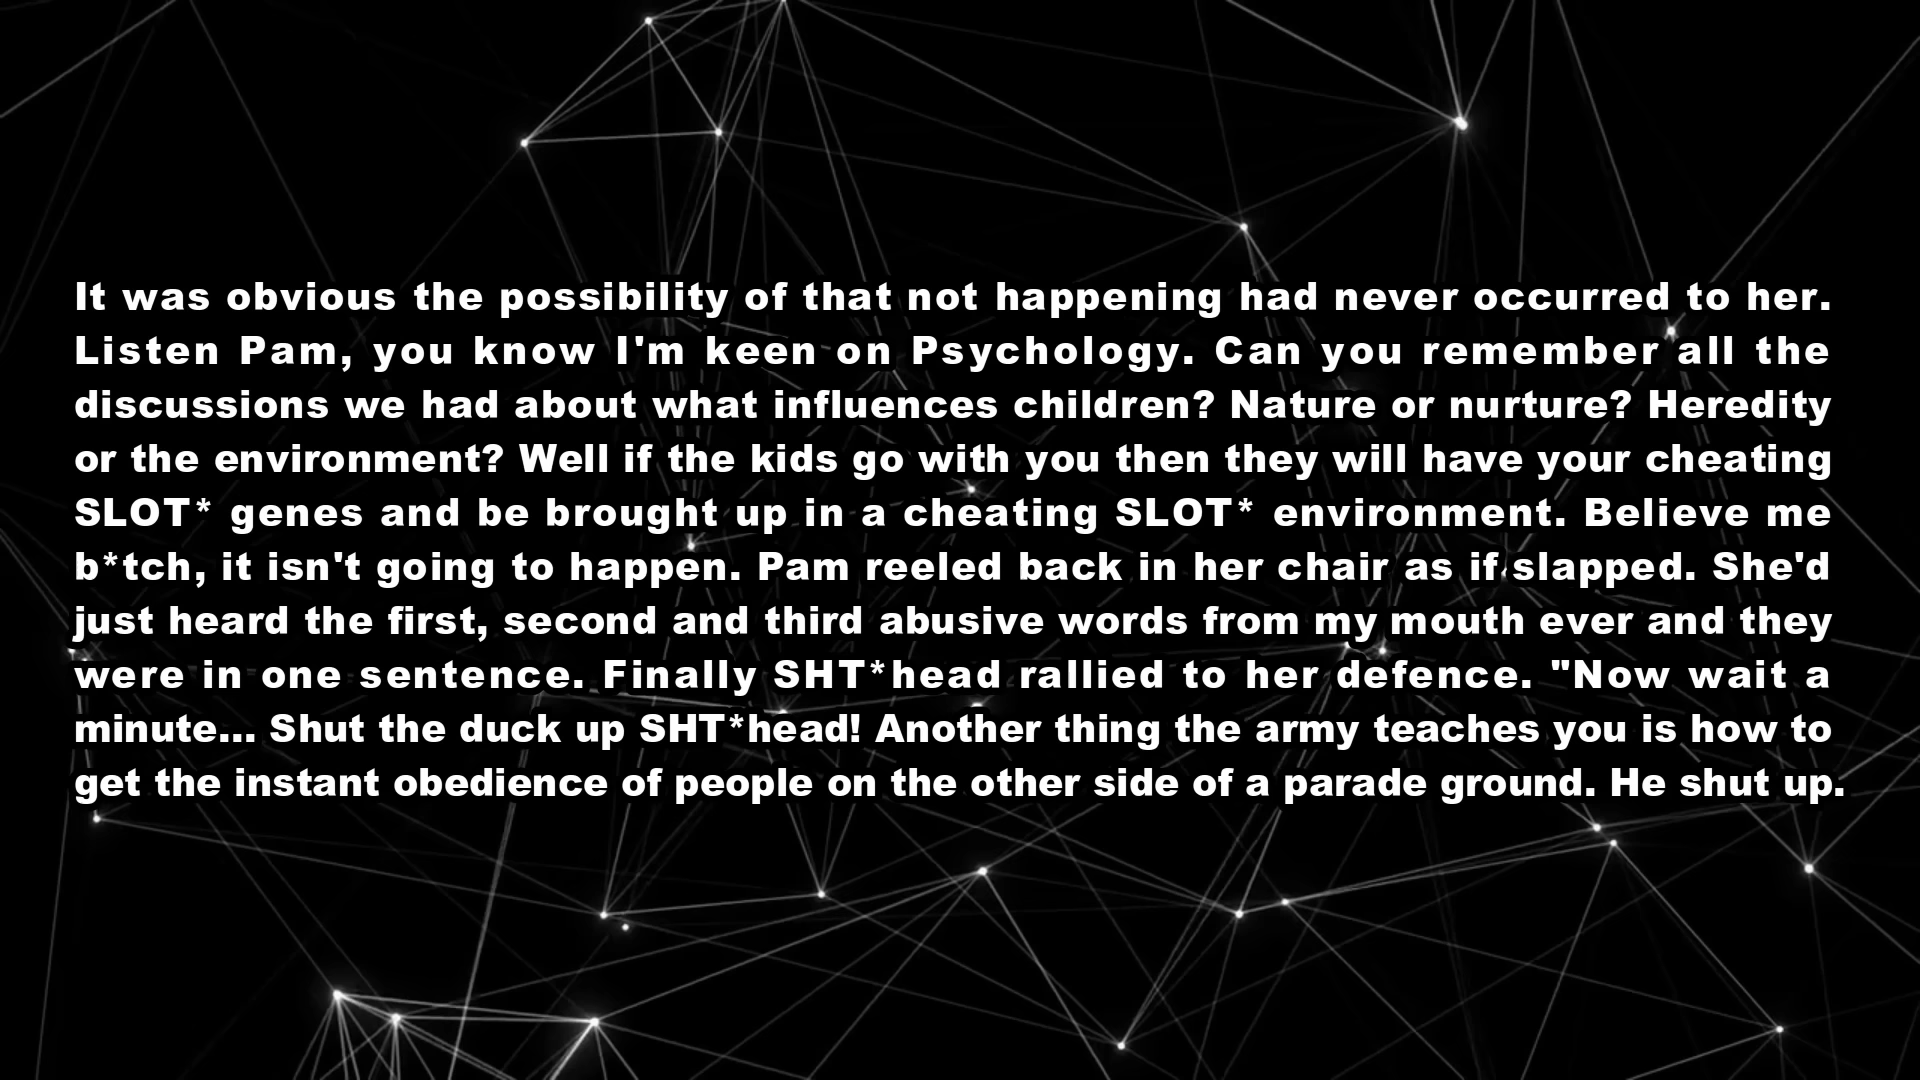 It was obvious the possibility of that not happening had never occurred to her.
Listen Pam, you know I'm keen on Psychology. Can you remember all the
discussions we had about what influences children? Nature or nurture? Heredity
or the environment? Well if the kids go with you then they will have your cheating
SLOT* genes and be brought up in a cheating SLOT* environment. Believe me
b*tch, it isn't going to happen. Pam reeled back in her chair as if slapped. She'd
just heard the first, second and third abusive words from my mouth ever and they
were in one sentence. Finally SHT*head rallied to her defence. "Now wait a
minute... Shut the duck up SHT*head! Another thing the army teaches you is how to
get the instant obedience of people on the other side of a parade ground. He shut up.